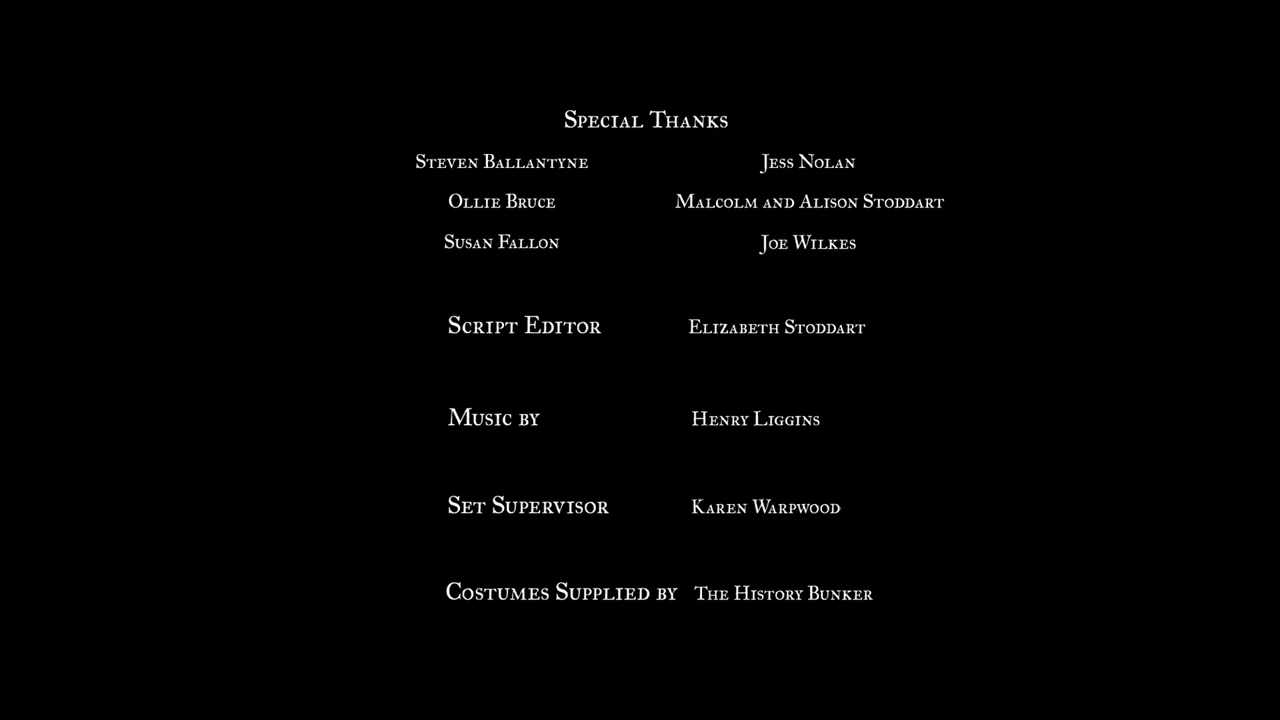 Special Thanks
Steven Ballantyne Jess Nolan
Ollie Bruce Malcolm and Alison Stoddart
Susan Fallon Joe Wilkes
Script Editor Elizabeth Stoddart
Music by Henry Liggins
Set Supervisor Karen Warpwood
Costumes Supplied by The History Bunker